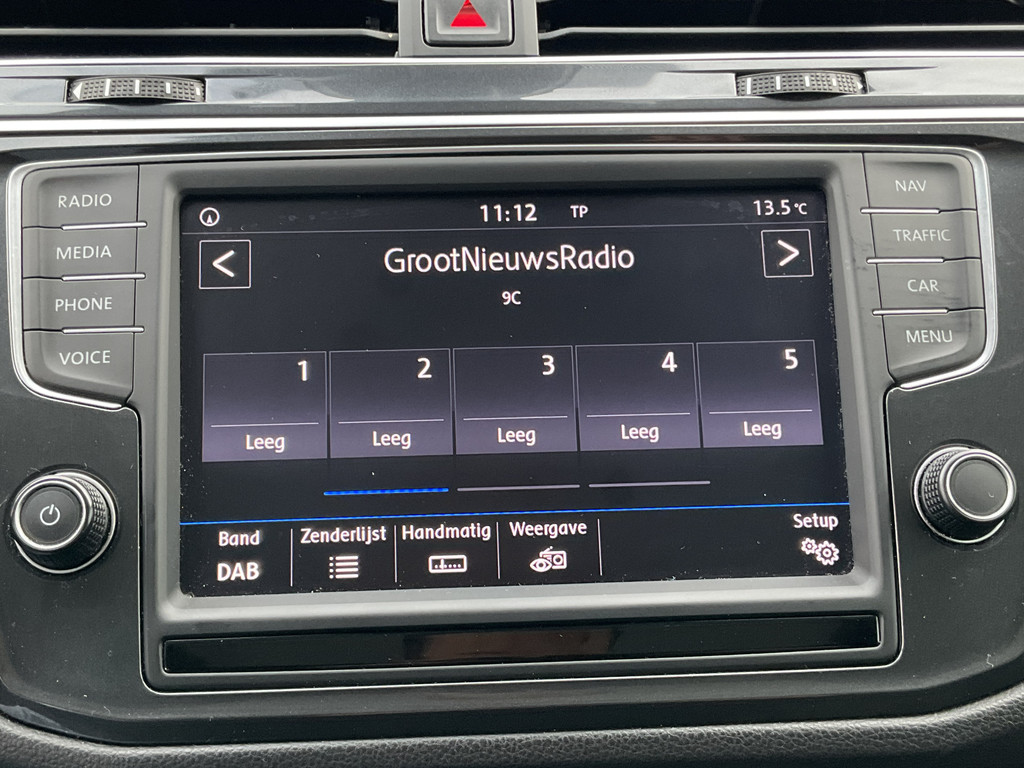 RADIO
MEDIA
PHONE
VOICE
11:12 TP 13.5°C
< GrootNieuwsRadio >
9C
1 2 3 4 5
Leeg Leeg Leeg Leeg Leeg
Band Zenderlijst Handmatig Weergave Setup
DAB
NAV
TRAFFIC
CAR
MENU